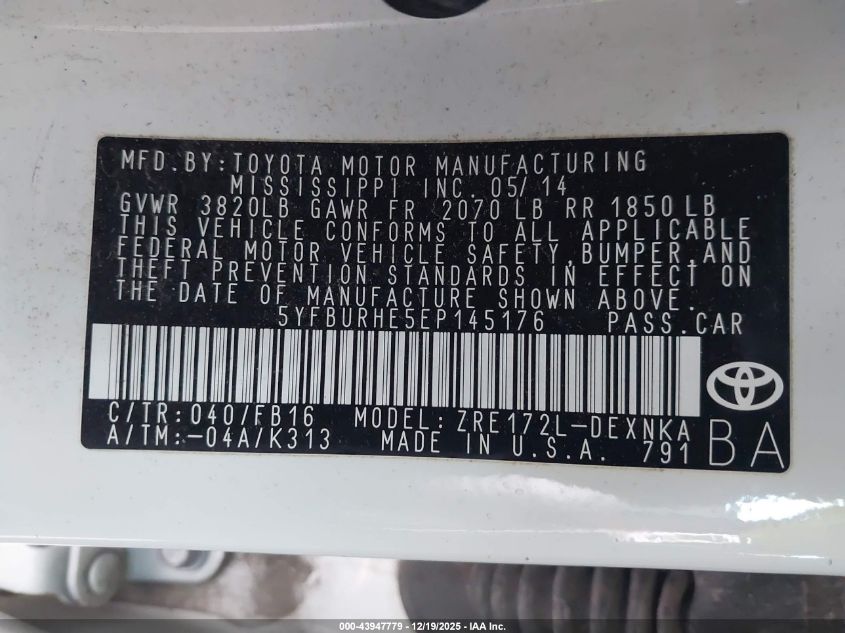 MFD. BY: TOYOTA MOTOR MANUFACTURING
MISSISSIPPI INC. 05/14
GVWR 3820LB GAWR FR 2070 LB RR 1850 LB
THIS VEHICLE CONFORMS TO ALL APPLICABLE
FEDERAL MOTOR VEHICLE SAFETY, BUMPER, AND
THEFT PREVENTION STANDARDS IN EFFECT ON
THE DATE OF MANUFACTURE SHOWN ABOVE.
5YFBURHE5EP145176 PASS.CAR
C/TR: 040/FB16 MODEL: ZRE172L-DEXNKA
A/TM:-04A/K313 MADE IN U.S.A. 791
BA
000-43947779 - 12/19/2025 - IAA Inc.